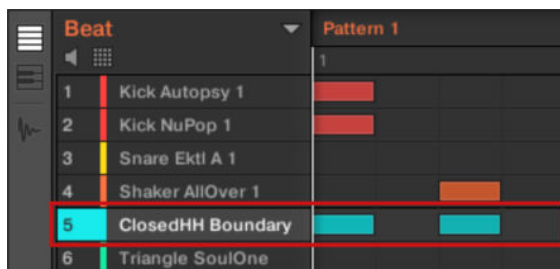 Beat
Pattern 1
1
1 Kick Autopsy 1
2 Kick NuPop 1
3 Snare Ektl A 1
4 Shaker AllOver 1
5 ClosedHH Boundary
6 Triangle SoulOne